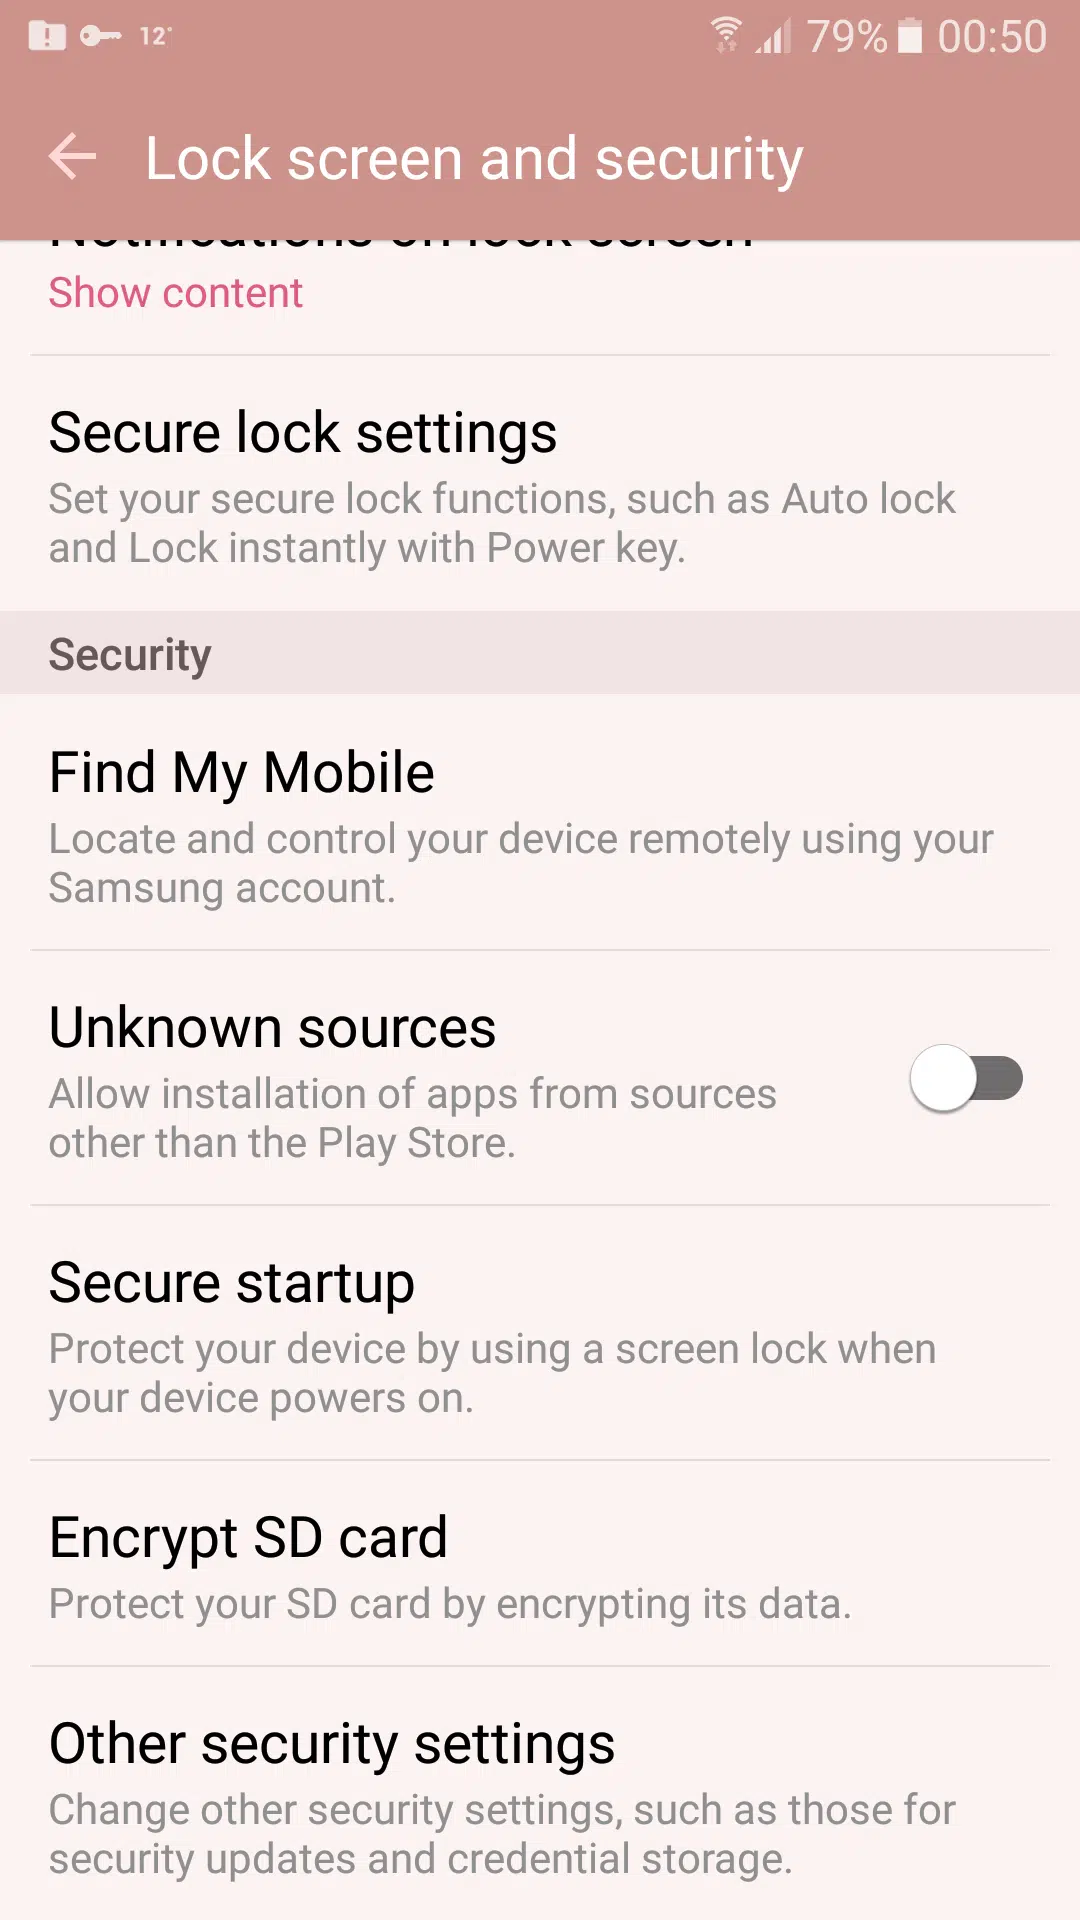 12°
79% 00:50
Lock screen and security
Notifications on lock screen
Show content
Secure lock settings
Set your secure lock functions, such as Auto lock
and Lock instantly with Power key.
Security
Find My Mobile
Locate and control your device remotely using your
Samsung account.
Unknown sources
Allow installation of apps from sources
other than the Play Store.
Secure startup
Protect your device by using a screen lock when
your device powers on.
Encrypt SD card
Protect your SD card by encrypting its data.
Other security settings
Change other security settings, such as those for
security updates and credential storage.